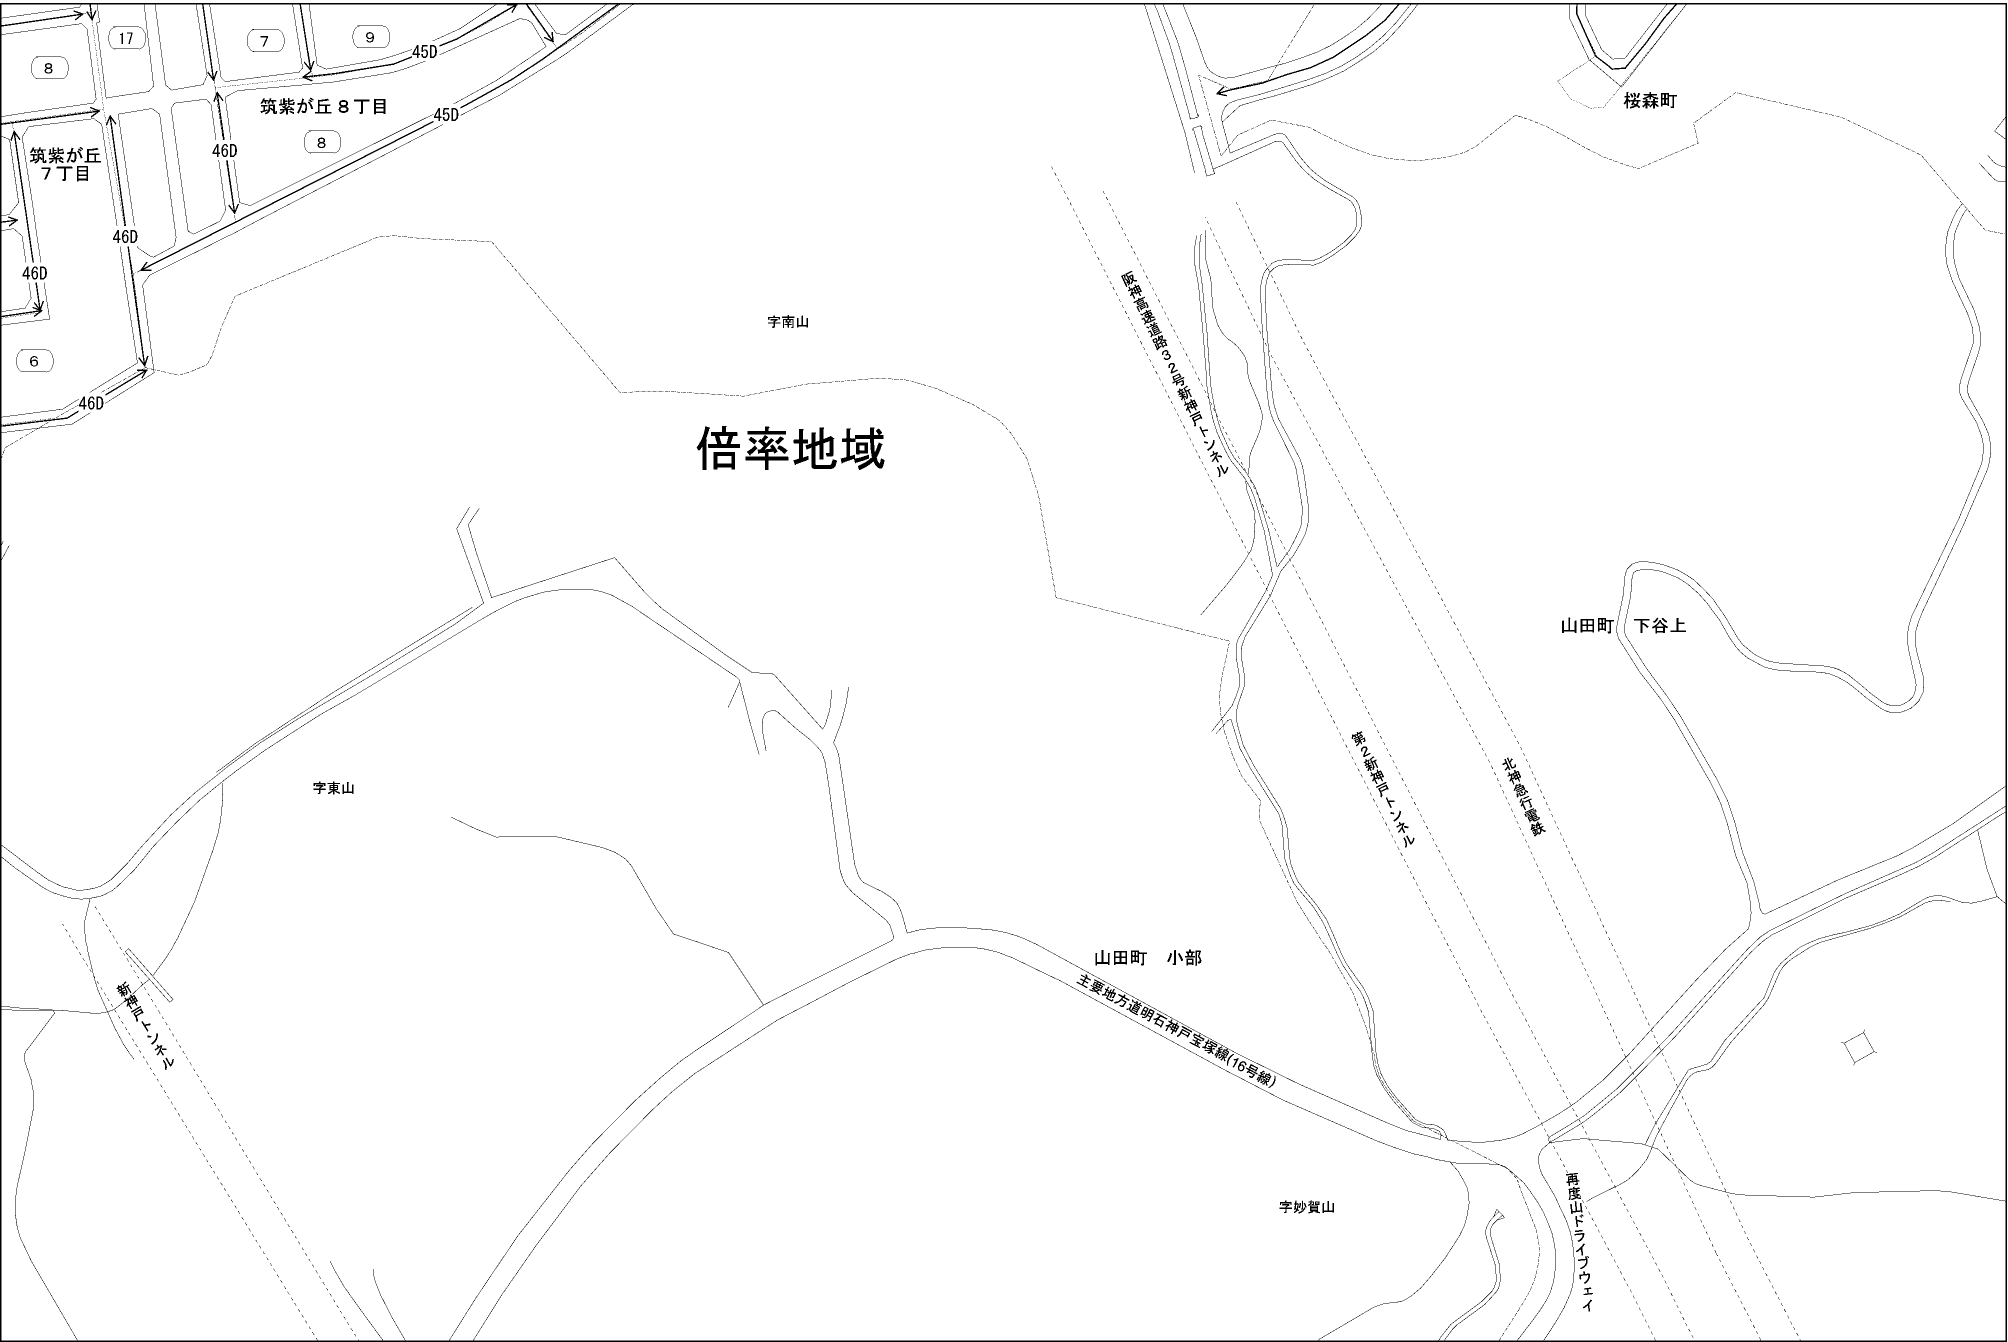 17
7
9
8
45D
筑紫が丘８丁目
45D
桜森町
8
46D
筑紫が丘
７丁目
46D
46D
6
46D
字南山
阪神高速道路３２号新神戸トンネル
倍率地域
山田町　下谷上
第２新神戸トンネル
北神急行電鉄
字東山
山田町　小部
主要地方道明石神戸宝塚線(16号線)
新神戸トンネル
字妙賀山
再度山ドライブウェイ